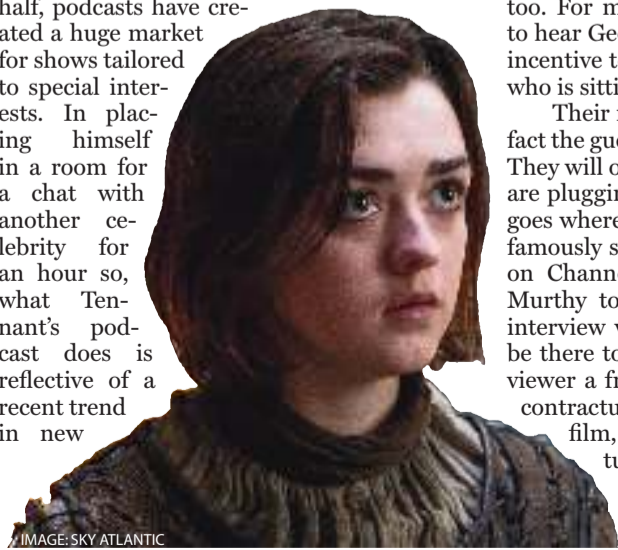 half, podcasts have cre-
ated a huge market
for shows tailored
to special inter-
ests. In plac-
ing himself
in a room for
a chat with
another ce-
lebrity for
an hour so,
what Ten-
nant's pod-
cast does is
reflective of a
recent trend
in new
too. For m
to hear Geo
incentive t
who is sitti
Their
fact the gue
They will o
are pluggin
goes where
famously s
on Channe
Murthy to
interview v
be there to
viewer a fr
contractu
film,
tu
IMAGE: SKY ATLANTIC